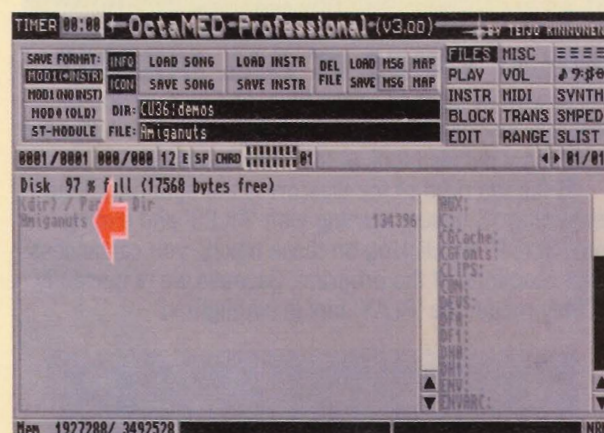 TIMER 00:00 OctaMED-Professional-(v3.00) BY TEIJO KINNUNEN
SAVE FORMAT: INFO LOAD SONG LOAD INSTR DEL FILE LOAD MSG MAP FILES MISC
MOD1(+INSTR) ICON SAVE SONG SAVE INSTR SAVE MSG MAP PLAY VOL
MOD1(NO INST) DIR: CU36:demos INSTR MIDI SYNTH
MOD0 (OLD) BLOCK TRANS SMPED
ST-MODULE FILE: Amiganuts EDIT RANGE SLIST
0001/0001 000/000 12 E SP CHRD 01 01/01
Disk 97 % full (17568 bytes free)
(dir) / Dir AUX:
Amiganuts 134396 C:
CGCache:
CGFonts:
CLIPS:
CON:
DEVS:
DF0:
DF1:
DH0:
DH1:
ENV:
ENVARC:
Mem 1927288/ 3492528